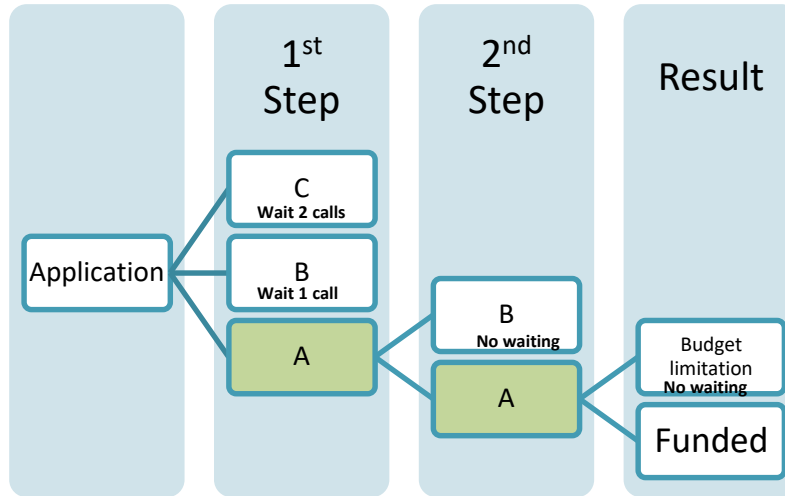 1st
Step
2nd
Step
Result
C
Wait 2 calls
Application
B
Wait 1 call
A
B
No waiting
A
Budget
limitation
No waiting
Funded